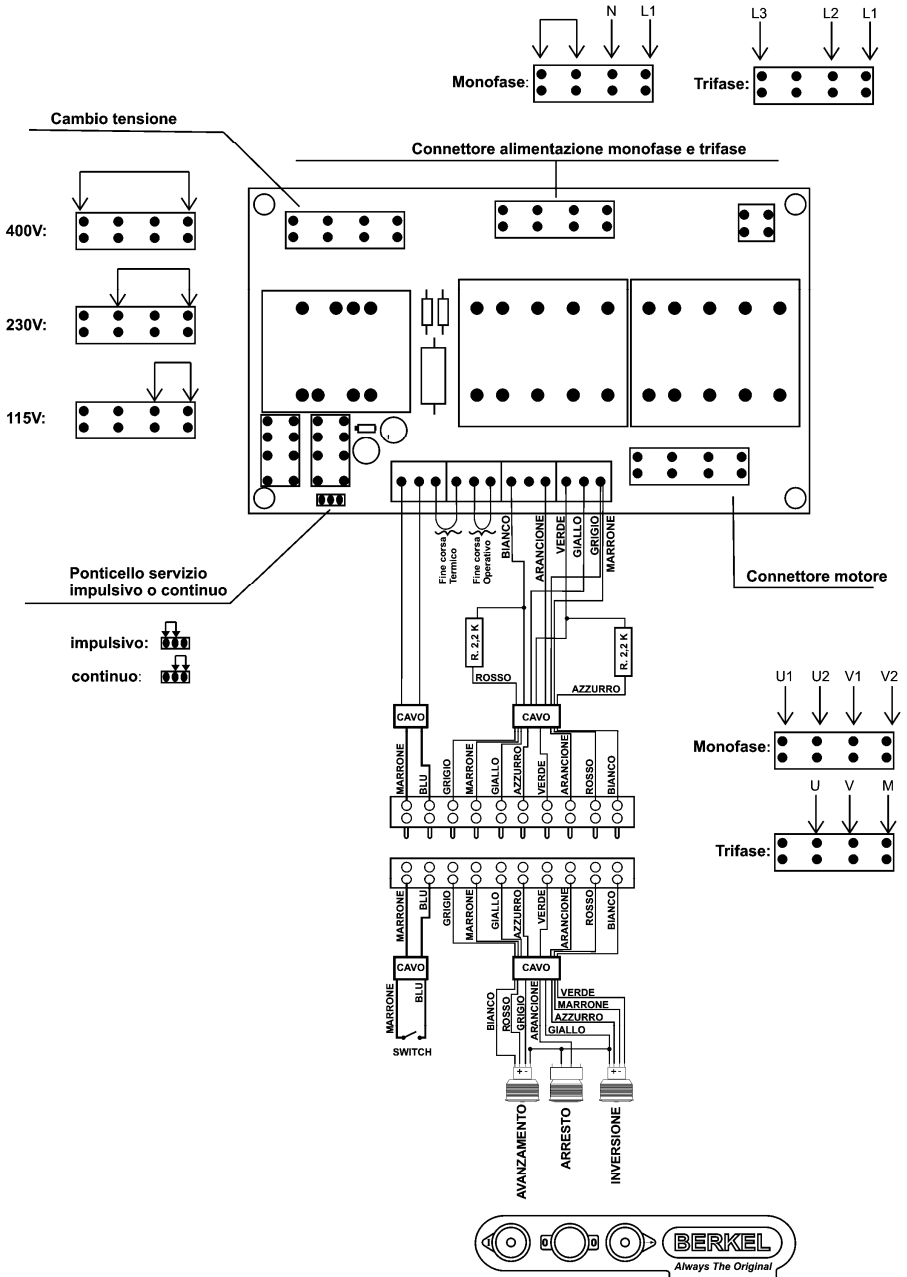 N L1
L3 L2 L1
Monofase:
Trifase:
Cambio tensione
Connettore alimentazione monofase e trifase
400V:
230V:
115V:
Fine corsa
Termico
Fine corsa
Operativo
BIANCO
ARANCIONE
VERDE
GIALLO
GRIGIO
MARRONE
Ponticello servizio
impulsivo o continuo
Connettore motore
impulsivo:
continuo:
R. 2,2 K
R. 2,2 K
ROSSO
AZZURRO
U1 U2 V1 V2
Monofase:
U V M
Trifase:
CAVO
CAVO
MARRONE
BLU
GRIGIO
MARRONE
GIALLO
AZZURRO
VERDE
ARANCIONE
ROSSO
BIANCO
MARRONE
BLU
GRIGIO
MARRONE
GIALLO
AZZURRO
VERDE
ARANCIONE
ROSSO
BIANCO
CAVO
CAVO
MARRONE
BLU
SWITCH
BIANCO
ROSSO
GRIGIO
ARANCIONE
VERDE
MARRONE
AZZURRO
GIALLO
+ -
+ -
AVANZAMENTO
ARRESTO
INVERSIONE
BERKEL
Always The Original